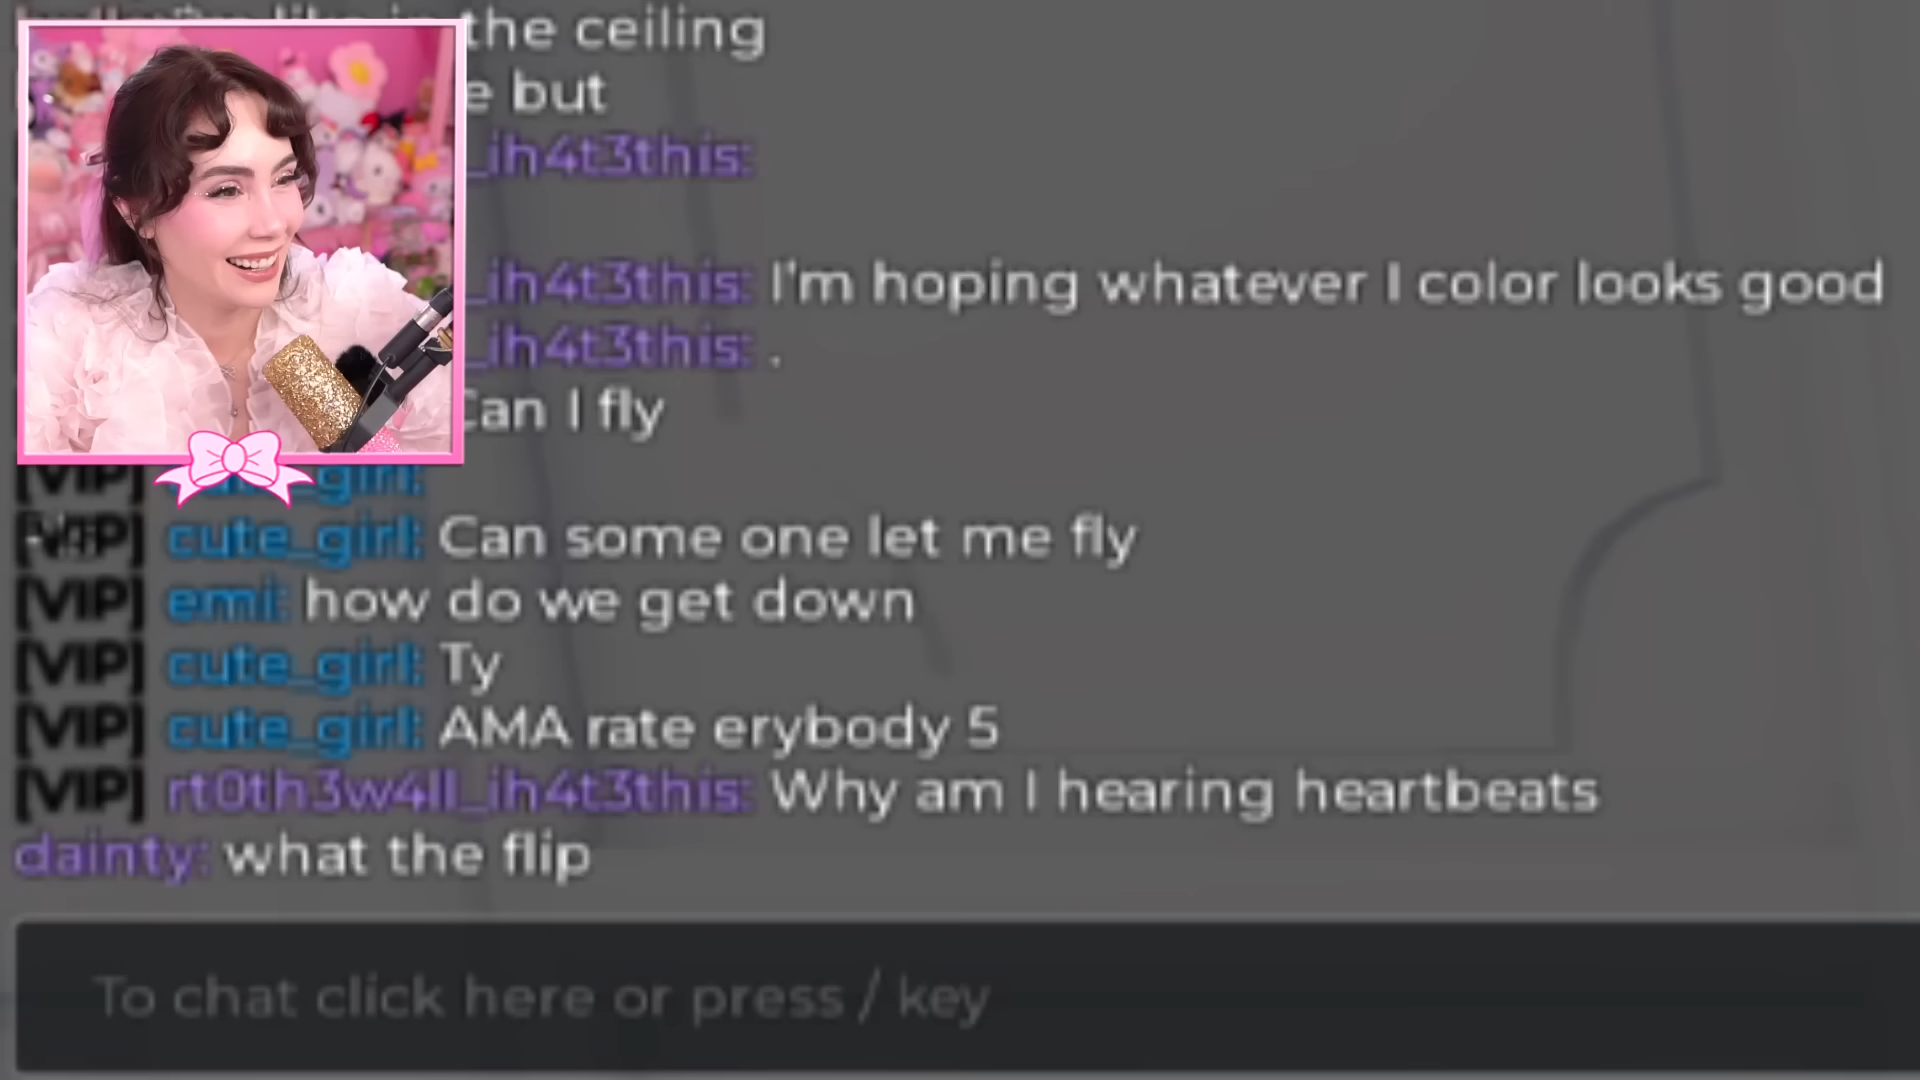 the ceiling
e but
_ih4t3this:
_ih4t3this: I'm hoping whatever I color looks good
_ih4t3this: .
Can I fly
[VIP] cute_girl:
[VIP] cute_girl: Can some one let me fly
[VIP] emi: how do we get down
[VIP] cute_girl: Ty
[VIP] cute_girl: AMA rate erybody 5
[VIP] rt0th3w4ll_ih4t3this: Why am I hearing heartbeats
dainty: what the flip
To chat click here or press / key